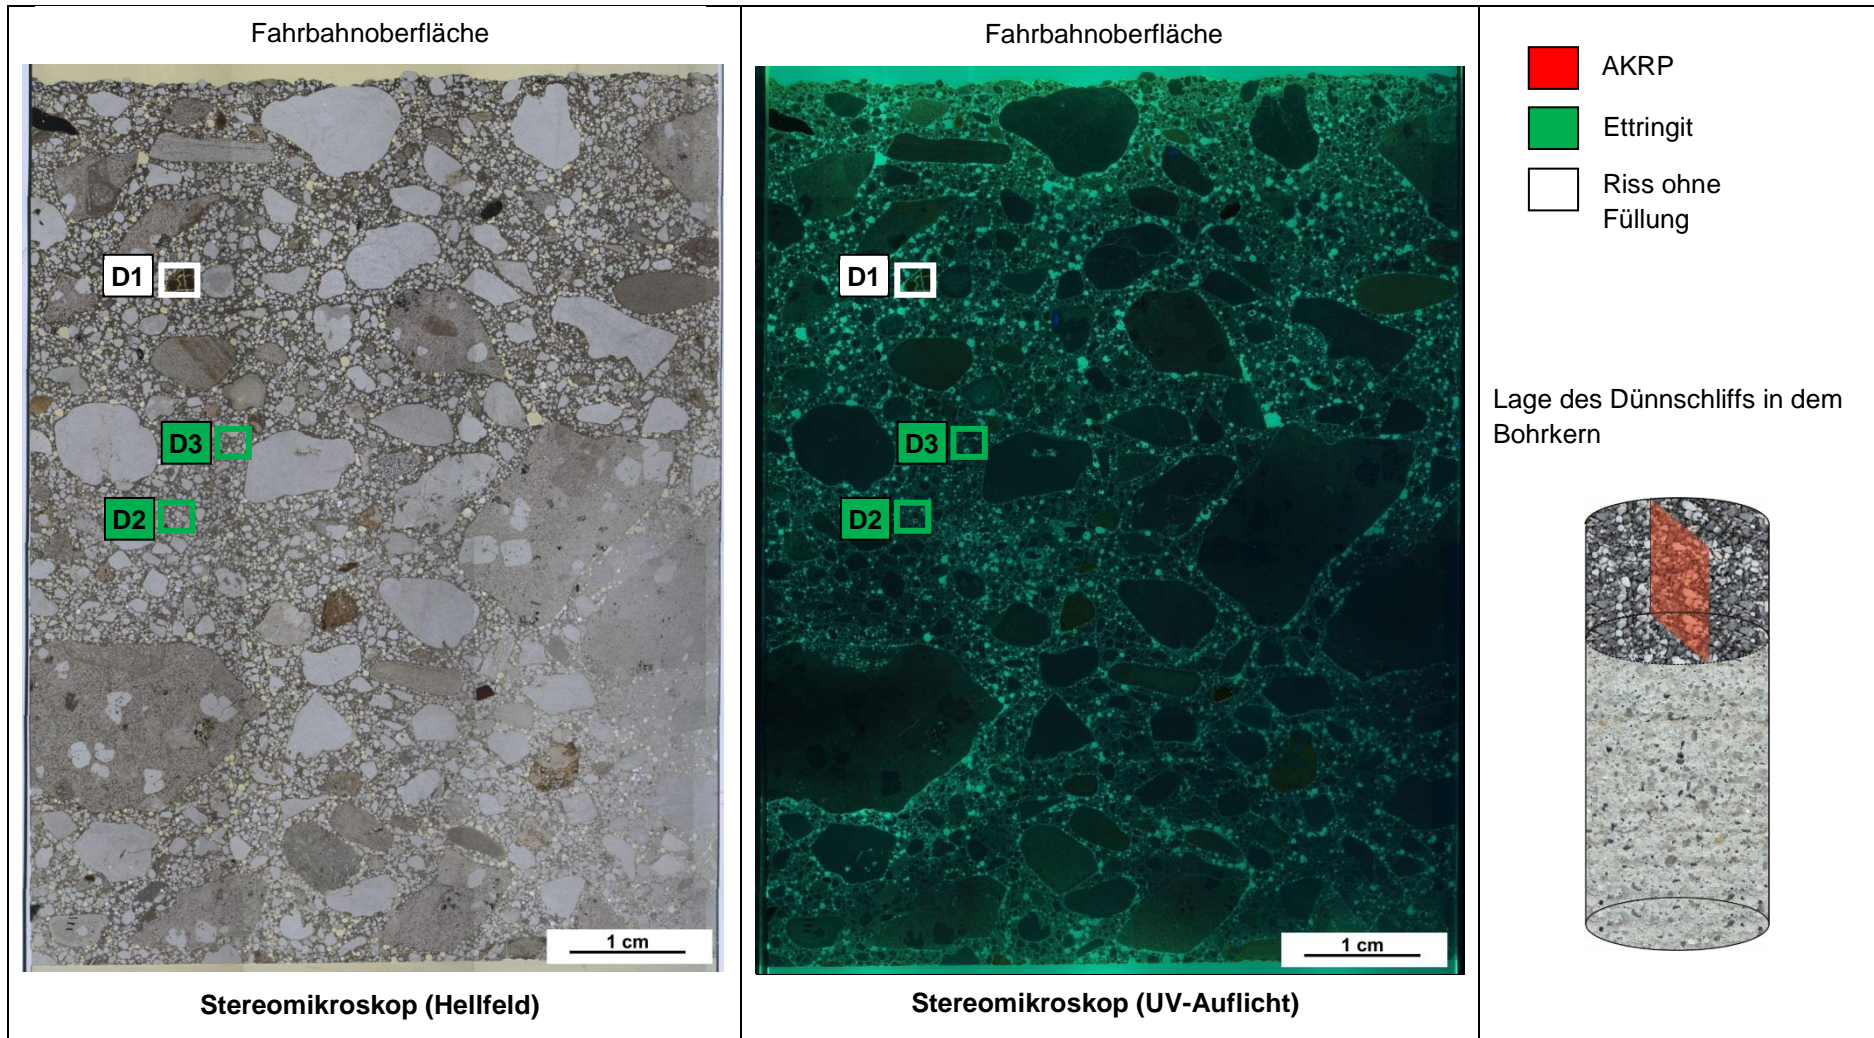 Fahrbahnoberfläche
D1
D3
D2
1 cm
Stereomikroskop (Hellfeld)
Fahrbahnoberfläche
D1
D3
D2
1 cm
Stereomikroskop (UV-Auflicht)
AKRP
Ettringit
Riss ohne
Füllung
Lage des Dünnschliffs in dem
Bohrkern